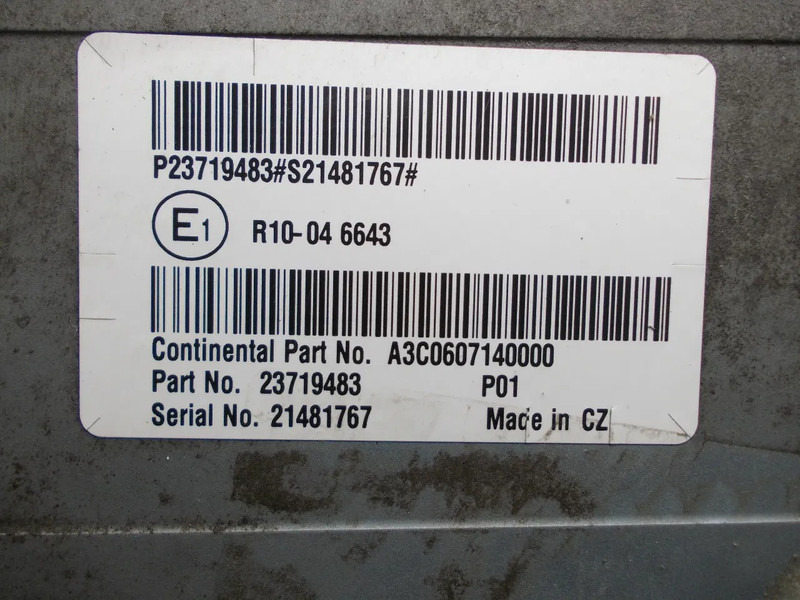 P23719483#S21481767#
E1 R10-04 6643
Continental Part No. A3C0607140000
Part No. 23719483 P01
Serial No. 21481767 Made in CZ